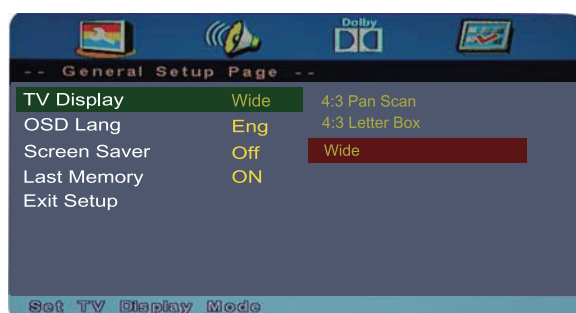 Dolby
-- General Setup Page --
TV Display Wide 4:3 Pan Scan
OSD Lang Eng 4:3 Letter Box
Screen Saver Off Wide
Last Memory ON
Exit Setup
Set TV Display Mode